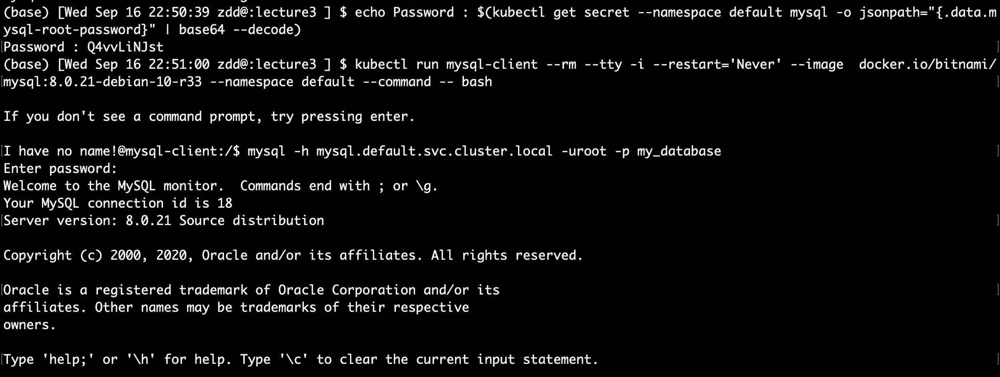 (base) [Wed Sep 16 22:50:39 zdd@:lecture3 ] $ echo Password : $(kubectl get secret --namespace default mysql -o jsonpath="{.data.m
ysql-root-password}" | base64 --decode)
Password : Q4vvLiNJst
(base) [Wed Sep 16 22:51:00 zdd@:lecture3 ] $ kubectl run mysql-client --rm --tty -i --restart='Never' --image  docker.io/bitnami/
mysql:8.0.21-debian-10-r33 --namespace default --command -- bash
If you don't see a command prompt, try pressing enter.
I have no name!@mysql-client:/$ mysql -h mysql.default.svc.cluster.local -uroot -p my_database
Enter password:
Welcome to the MySQL monitor.  Commands end with ; or \g.
Your MySQL connection id is 18
Server version: 8.0.21 Source distribution
Copyright (c) 2000, 2020, Oracle and/or its affiliates. All rights reserved.
Oracle is a registered trademark of Oracle Corporation and/or its
affiliates. Other names may be trademarks of their respective
owners.
Type 'help;' or '\h' for help. Type '\c' to clear the current input statement.